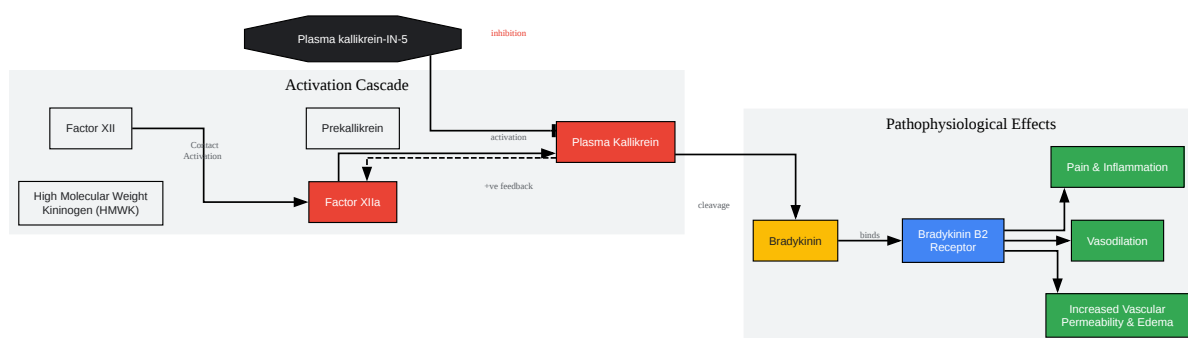 Plasma kallikrein-IN-5
inhibition
Activation Cascade
Factor XII
Prekallikrein
Contact
Activation
activation
Plasma Kallikrein
High Molecular Weight
Kininogen (HMWK)
Factor XIIa
+ve feedback
cleavage
Pathophysiological Effects
Pain & Inflammation
Bradykinin
binds
Bradykinin B2
Receptor
Vasodilation
Increased Vascular
Permeability & Edema